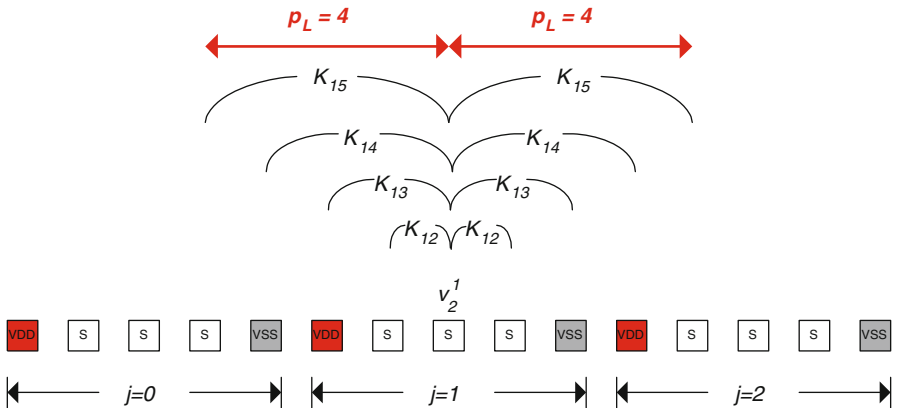 p_L = 4 p_L = 4
K_15 K_15
K_14 K_14
K_13 K_13
K_12 K_12
v_2^1
VDD S S S VSS VDD S S S VSS VDD S S S VSS
j=0 j=1 j=2